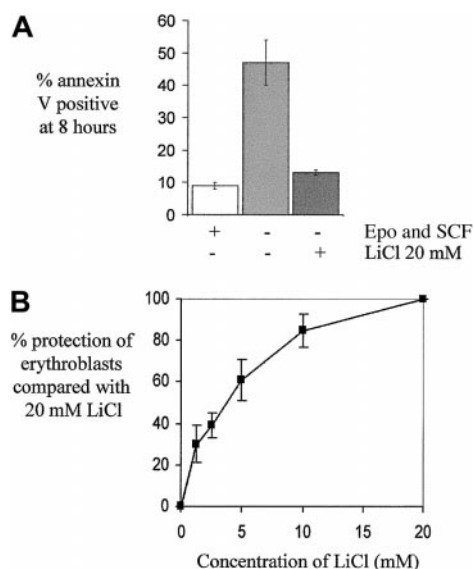 A
% annexin
V positive
at 8 hours
60
50
40
30
20
10
0
+ - - Epo and SCF
- - + LiCl 20 mM
B
% protection of
erythroblasts
compared with
20 mM LiCl
100
80
60
40
20
0
0 5 10 20
Concentration of LiCl (mM)